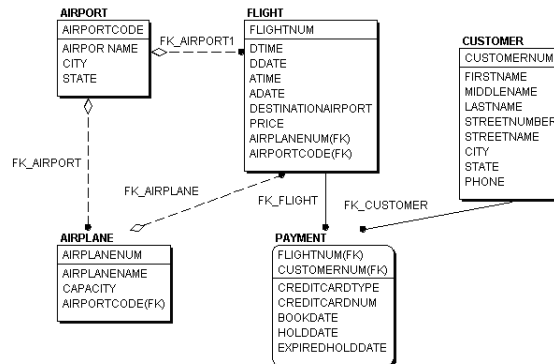 AIRPORT
AIRPORTCODE
AIRPOR NAME
CITY
STATE
FK_AIRPORT1
FLIGHT
FLIGHTNUM
DTIME
DDATE
ATIME
ADATE
DESTINATIONAIRPORT
PRICE
AIRPLANENUM(FK)
AIRPORTCODE(FK)
CUSTOMER
CUSTOMERNUM
FIRSTNAME
MIDDLENAME
LASTNAME
STREETNUMBER
STREETNAME
CITY
STATE
PHONE
FK_AIRPORT
FK_AIRPLANE
FK_FLIGHT
FK_CUSTOMER
AIRPLANE
AIRPLANENUM
AIRPLANENAME
CAPACITY
AIRPORTCODE(FK)
PAYMENT
FLIGHTNUM(FK)
CUSTOMERNUM(FK)
CREDITCARDTYPE
CREDITCARDNUM
BOOKDATE
HOLDDATE
EXPIREDHOLDDATE